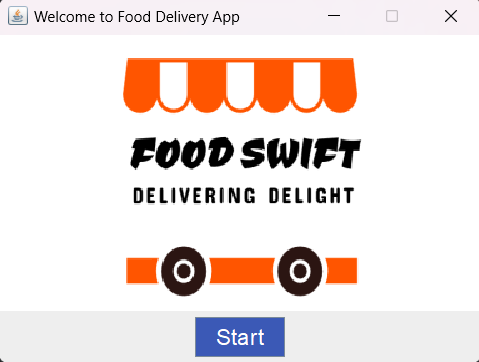 Welcome to Food Delivery App
FOOD SWIFT
DELIVERING DELIGHT
Start